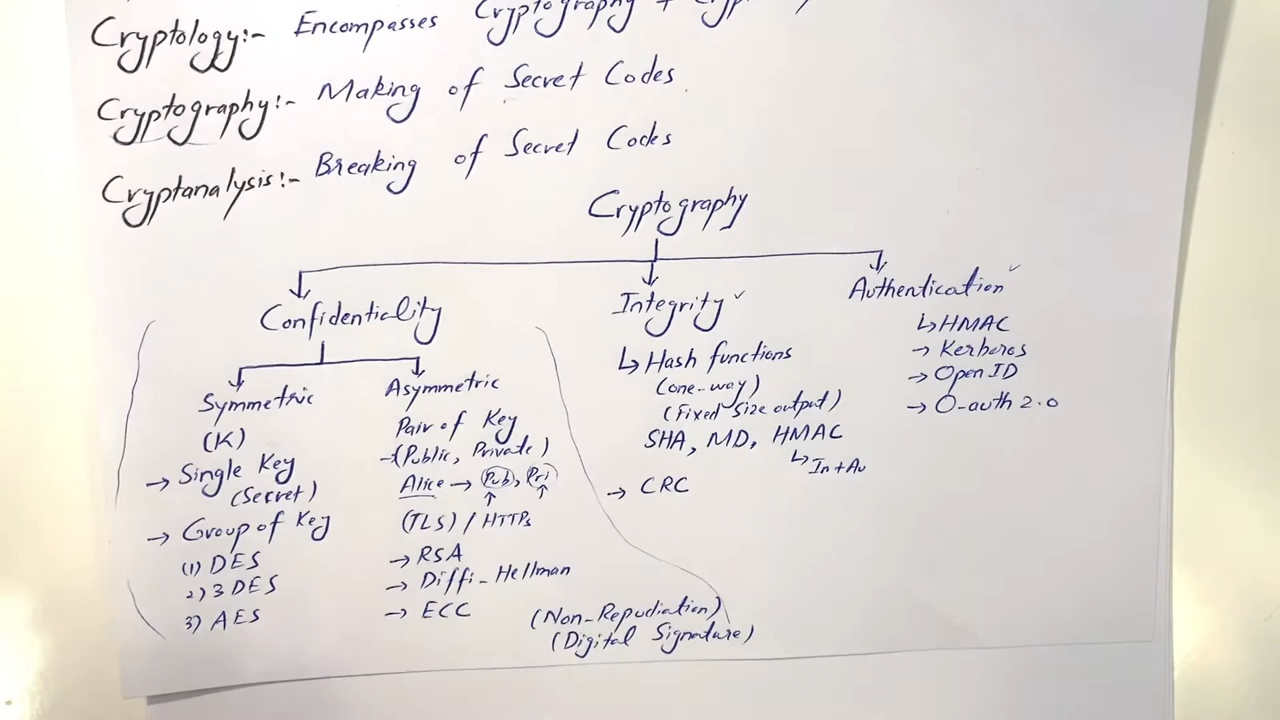 Cryptology:- Encompasses Cryptography +
Cryptography:- Making of Secret Codes
Cryptanalysis:- Breaking of Secret Codes
Cryptography
Confidentiality
Integrity ✓
Authentication ✓
Symmetric
(K)
→ Single Key
(Secret)
→ Group of Key
(1) DES
2) 3 DES
3) AES
Asymmetric
Pair of Key
(Public, Private)
Alice → Pub, Pri
(TLS) / HTTPs
→ RSA
→ Diffi-Hellman
→ ECC
(Non-Repudiation)
(Digital Signature)
↳ Hash functions
(one-way)
(Fixed Size output)
SHA, MD, HMAC
↳ In + Au
→ CRC
↳ HMAC
→ Kerberos
→ Open ID
→ O-auth 2.0